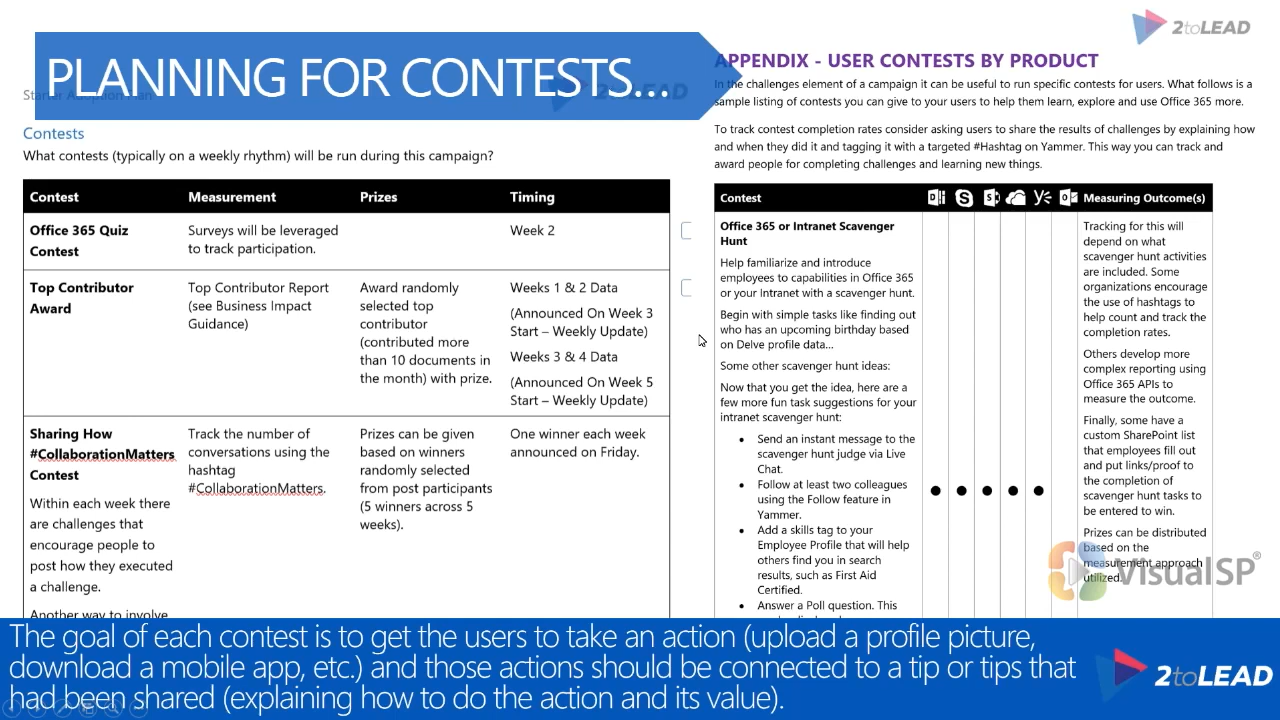 2toLEAD
PLANNING FOR CONTESTS...
Starter Adoption Plan
Contests
What contests (typically on a weekly rhythm) will be run during this campaign?
Contest Measurement Prizes Timing
Office 365 Quiz
Contest
Surveys will be leveraged
to track participation.
Week 2
Top Contributor
Award
Top Contributor Report
(see Business Impact
Guidance)
Award randomly
selected top
contributor
(contributed more
than 10 documents in
the month) with prize.
Weeks 1 & 2 Data
(Announced On Week 3
Start – Weekly Update)
Weeks 3 & 4 Data
(Announced On Week 5
Start – Weekly Update)
Sharing How
#CollaborationMatters
Contest
Within each week there
are challenges that
encourage people to
post how they executed
a challenge.
Another way to involve
Track the number of
conversations using the
hashtag
#CollaborationMatters.
Prizes can be given
based on winners
randomly selected
from post participants
(5 winners across 5
weeks).
One winner each week
announced on Friday.
APPENDIX - USER CONTESTS BY PRODUCT
In the challenges element of a campaign it can be useful to run specific contests for users. What follows is a
sample listing of contests you can give to your users to help them learn, explore and use Office 365 more.
To track contest completion rates consider asking users to share the results of challenges by explaining how
and when they did it and tagging it with a targeted #Hashtag on Yammer. This way you can track and
award people for completing challenges and learning new things.
Contest Measuring Outcome(s)
Office 365 or Intranet Scavenger
Hunt
Help familiarize and introduce
employees to capabilities in Office 365
or your Intranet with a scavenger hunt.
Begin with simple tasks like finding out
who has an upcoming birthday based
on Delve profile data...
Some other scavenger hunt ideas:
Now that you get the idea, here are a
few more fun task suggestions for your
intranet scavenger hunt:
• Send an instant message to the
scavenger hunt judge via Live
Chat.
• Follow at least two colleagues
using the Follow feature in
Yammer.
• Add a skills tag to your
Employee Profile that will help
others find you in search
results, such as First Aid
Certified.
• Answer a Poll question. This
Tracking for this will
depend on what
scavenger hunt activities
are included. Some
organizations encourage
the use of hashtags to
help count and track the
completion rates.
Others develop more
complex reporting using
Office 365 APIs to
measure the outcome.
Finally, some have a
custom SharePoint list
that employees fill out
and put links/proof to
the completion of
scavenger hunt tasks to
be entered to win.
Prizes can be distributed
based on the
measurement approach
utilized.
VisualSP®
The goal of each contest is to get the users to take an action (upload a profile picture,
download a mobile app, etc.) and those actions should be connected to a tip or tips that
had been shared (explaining how to do the action and its value).
2toLEAD